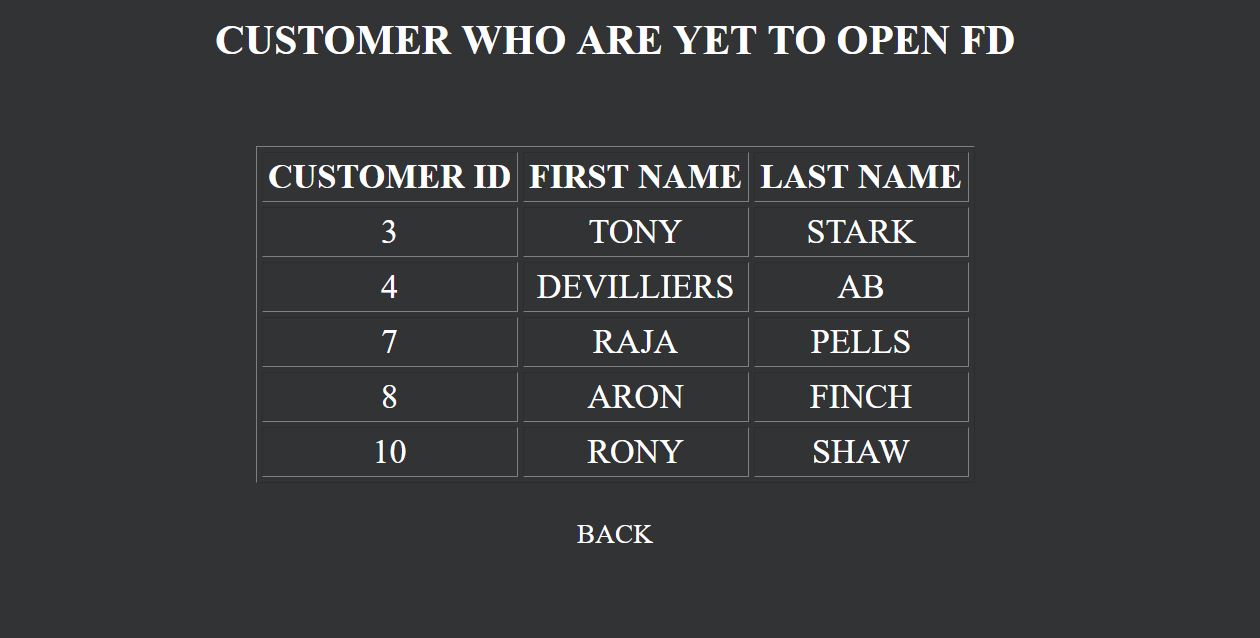 CUSTOMER WHO ARE YET TO OPEN FD
CUSTOMER ID FIRST NAME LAST NAME
3 TONY STARK
4 DEVILLIERS AB
7 RAJA PELLS
8 ARON FINCH
10 RONY SHAW
BACK